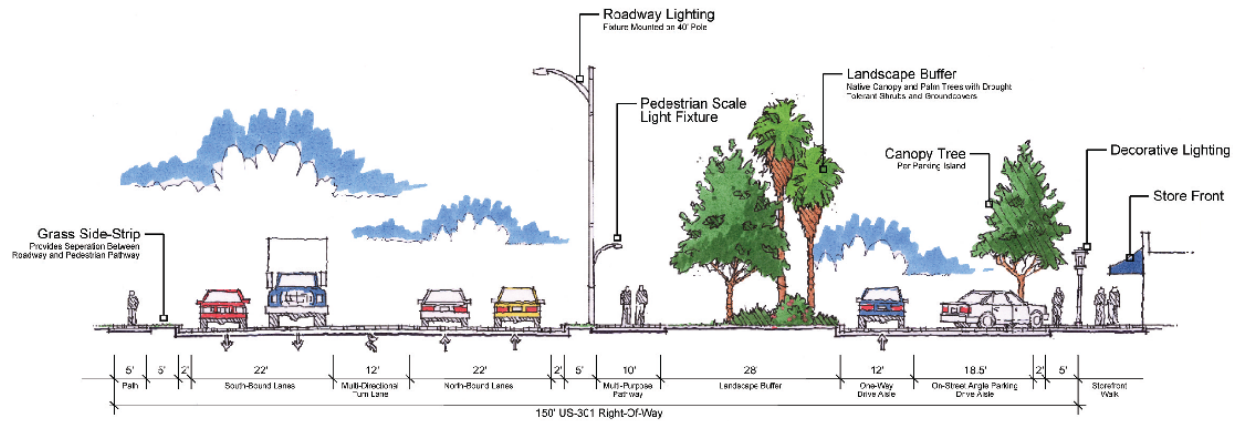 Roadway Lighting
Fixture Mounted on 40' Pole
Pedestrian Scale
Light Fixture
Landscape Buffer
Native Canopy and Palm Trees with Drought
Tolerant Shrubs and Groundcovers
Canopy Tree
Per Parking Island
Decorative Lighting
Store Front
Grass Side-Strip
Provides Seperation Between
Roadway and Pedestrian Pathway
5' 5' 2' 22' 12' 22' 2' 5' 10' 28' 12' 18.5' 2' 5'
Path
South-Bound Lanes
Multi-Directional
Turn Lane
North-Bound Lanes
Multi-Purpose
Pathway
Landscape Buffer
One-Way
Drive Aisle
On-Street Angle Parking
Drive Aisle
Storefront
Walk
150' US-301 Right-Of-Way